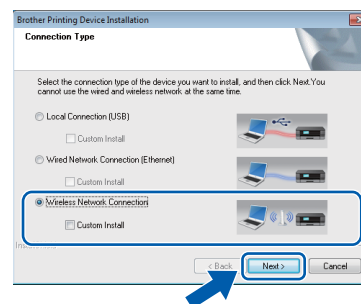 Brother Printing Device Installation
Connection Type
Select the connection type of the device you want to install, and then click Next.You
cannot use the wired and wireless network at the same time.
Local Connection (USB)
Custom Install
Wired Network Connection (Ethernet)
Custom Install
Wireless Network Connection
Custom Install
< Back
Next >
Cancel